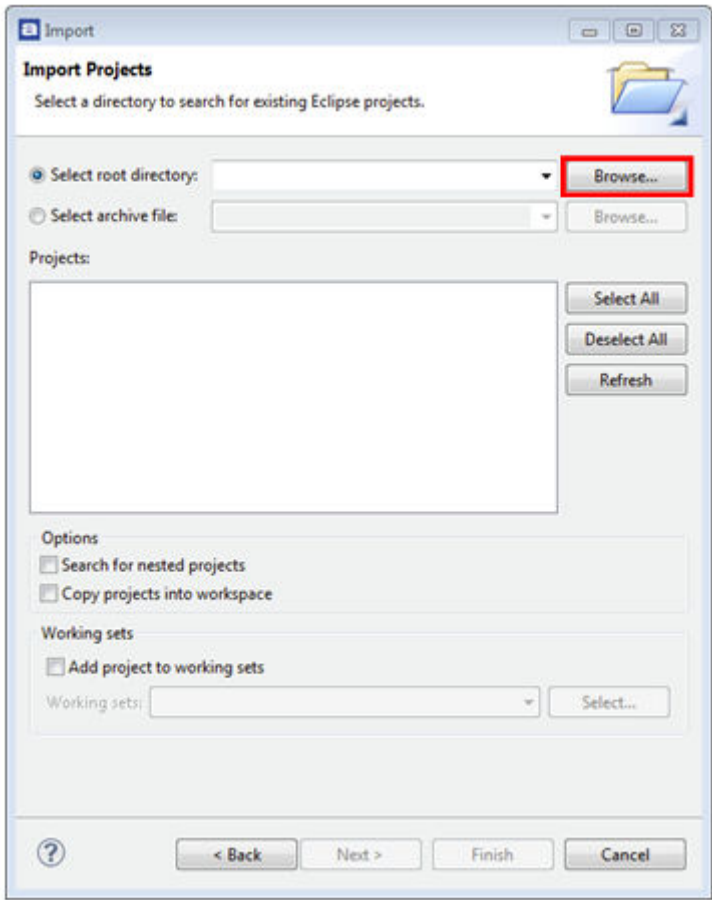 Import
Import Projects
Select a directory to search for existing Eclipse projects.
Select root directory: Browse...
Select archive file: Browse...
Projects:
Select All
Deselect All
Refresh
Options
Search for nested projects
Copy projects into workspace
Working sets
Add project to working sets
Working sets: Select...
? < Back Next > Finish Cancel